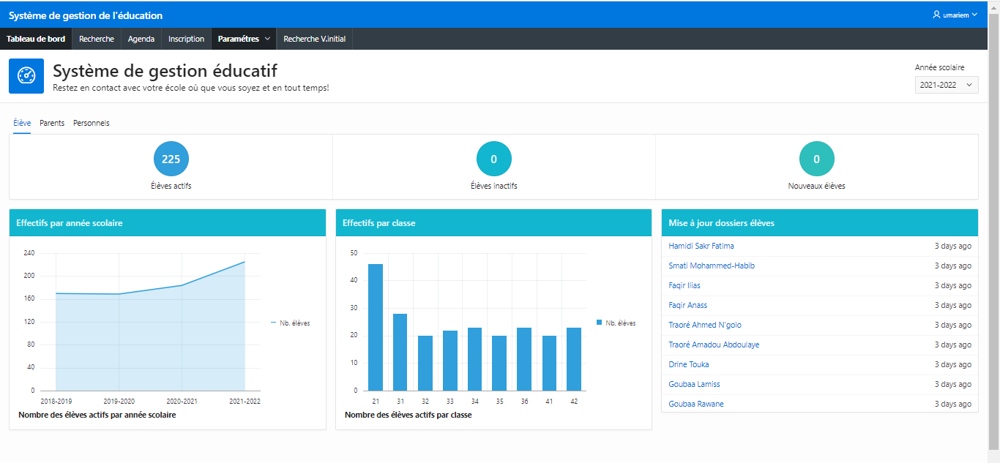 Système de gestion de l'éducation
umariem
Tableau de bord Recherche Agenda Inscription Paramétres Recherche V.initial
Système de gestion éducatif
Restez en contact avec votre école où que vous soyez et en tout temps!
Année scolaire
2021-2022
Élève Parents Personnels
225
Élèves actifs
0
Élèves inactifs
0
Nouveaux élèves
Effectifs par année scolaire
240
200
160
120
80
40
0
2018-2019 2019-2020 2020-2021 2021-2022
Nb. élèves
Nombre des élèves actifs par année scolaire
Effectifs par classe
50
40
30
20
10
0
21 31 32 33 34 35 36 41 42
Nb. élèves
Nombre des élèves actifs par classe
Mise à jour dossiers élèves
Hamidi Sakr Fatima 3 days ago
Smati Mohammed-Habib 3 days ago
Faqir Ilias 3 days ago
Faqir Anass 3 days ago
Traoré Ahmed N'golo 3 days ago
Traoré Amadou Abdoulaye 3 days ago
Drine Touka 3 days ago
Goubaa Lamiss 3 days ago
Goubaa Rawane 3 days ago